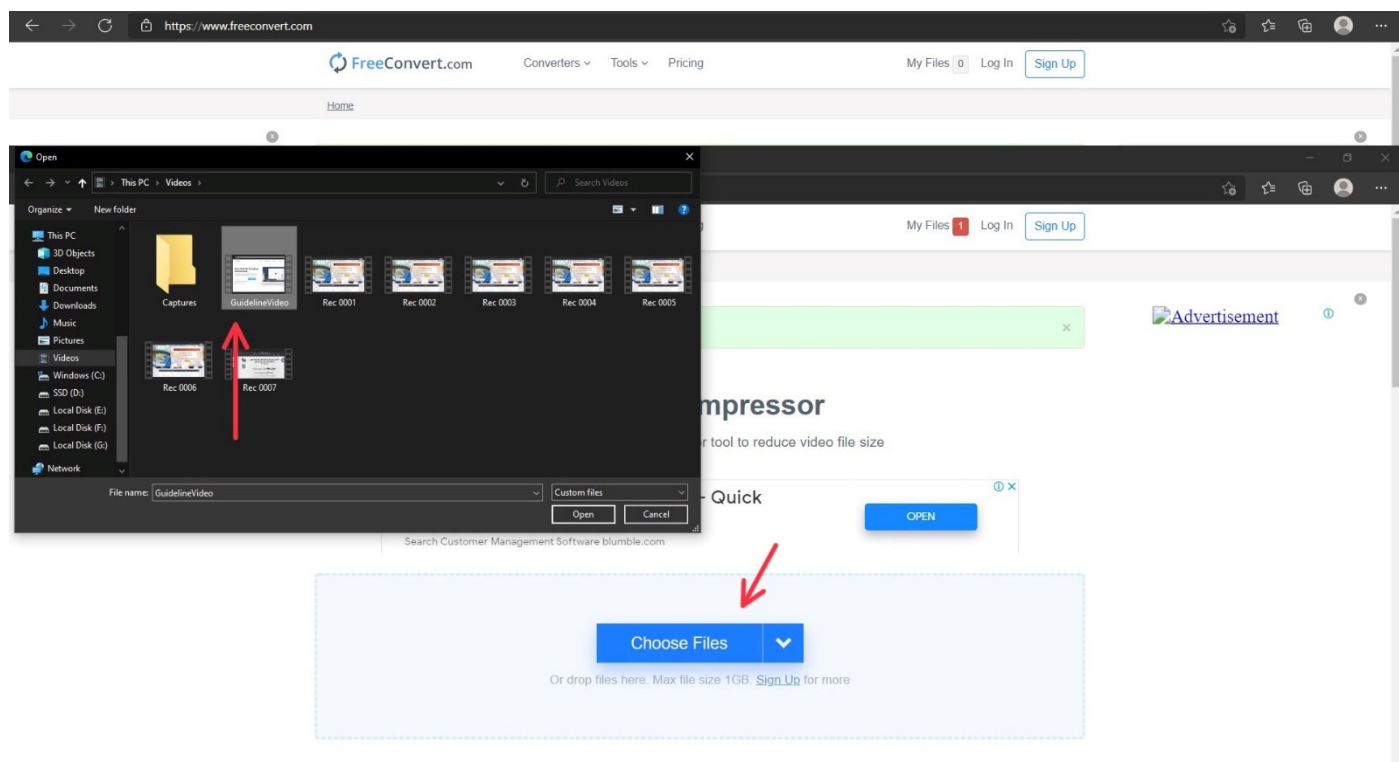 https://www.freeconvert.com
FreeConvert.com Converters Tools Pricing My Files 0 Log In Sign Up
Home
Open
This PC > Videos > Search Videos
Organize New folder
My Files 1 Log In Sign Up
This PC
3D Objects
Desktop
Documents
Downloads
Music
Pictures
Videos
Windows (C:)
SSD (D:)
Local Disk (E:)
Local Disk (F:)
Local Disk (G:)
Network
Captures GuidelineVideo Rec 0001 Rec 0002 Rec 0003 Rec 0004 Rec 0005
Rec 0006 Rec 0007
File name: GuidelineVideo Custom files
Open Cancel
Advertisement
mpressor
r tool to reduce video file size
- Quick
OPEN
Search Customer Management Software blumble.com
Choose Files
Or drop files here. Max file size 1GB. Sign Up for more